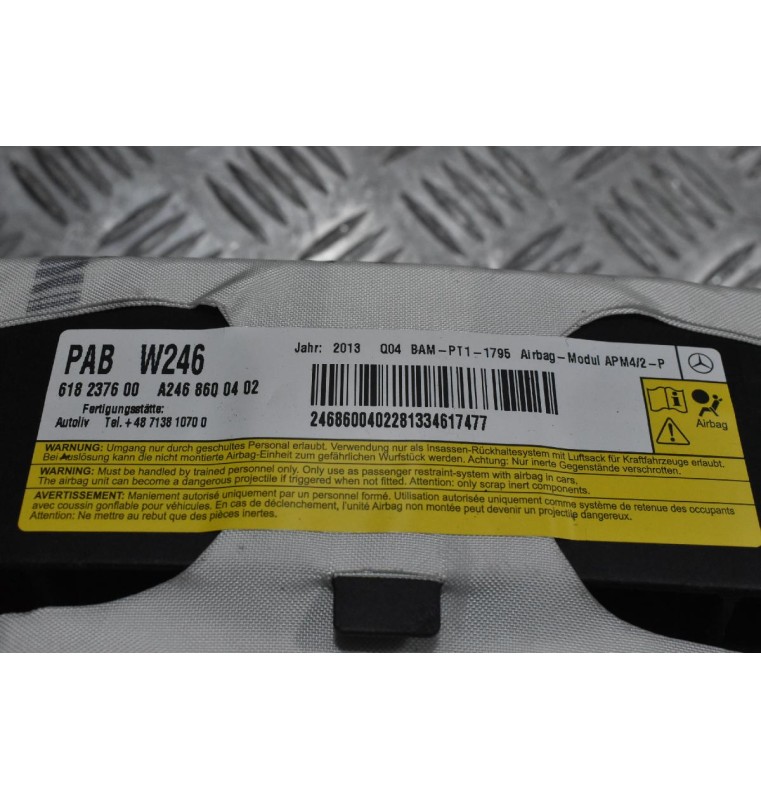 PAB W246
Jahr: 2013 Q04 BAM-PT1-1795 Airbag-Modul APM4/2-P
618 2376 00 A246 860 04 02
Fertigungsstätte:
Autoliv Tel. +48 71381 070 0
246860040228133461 7477
Airbag
WARNUNG: Umgang nur durch geschultes Personal erlaubt. Verwendung nur als Insassen-Rückhaltesystem mit Luftsack für Kraftfahrzeuge erlaubt.
Bei Auslösung kann die nicht montierte Airbag-Einheit zum gefährlichen Wurfstück werden. Achtung: Nur inerte Gegenstände verschrotten.
WARNING: Must be handled by trained personnel only. Only use as passenger restraint-system with airbag in cars.
The airbag unit can become a dangerous projectile if triggered when not fitted. Attention: only scrap inert components.
AVERTISSEMENT: Maniement autorisé uniquement par un personnel formé. Utilisation autorisée uniquement comme système de retenue des occupants
avec coussin gonflable pour véhicules. En cas de déclenchement, l'unité Airbag non montée peut devenir un projectile dangereux.
Attention: Ne mettre au rebut que des pièces inertes.